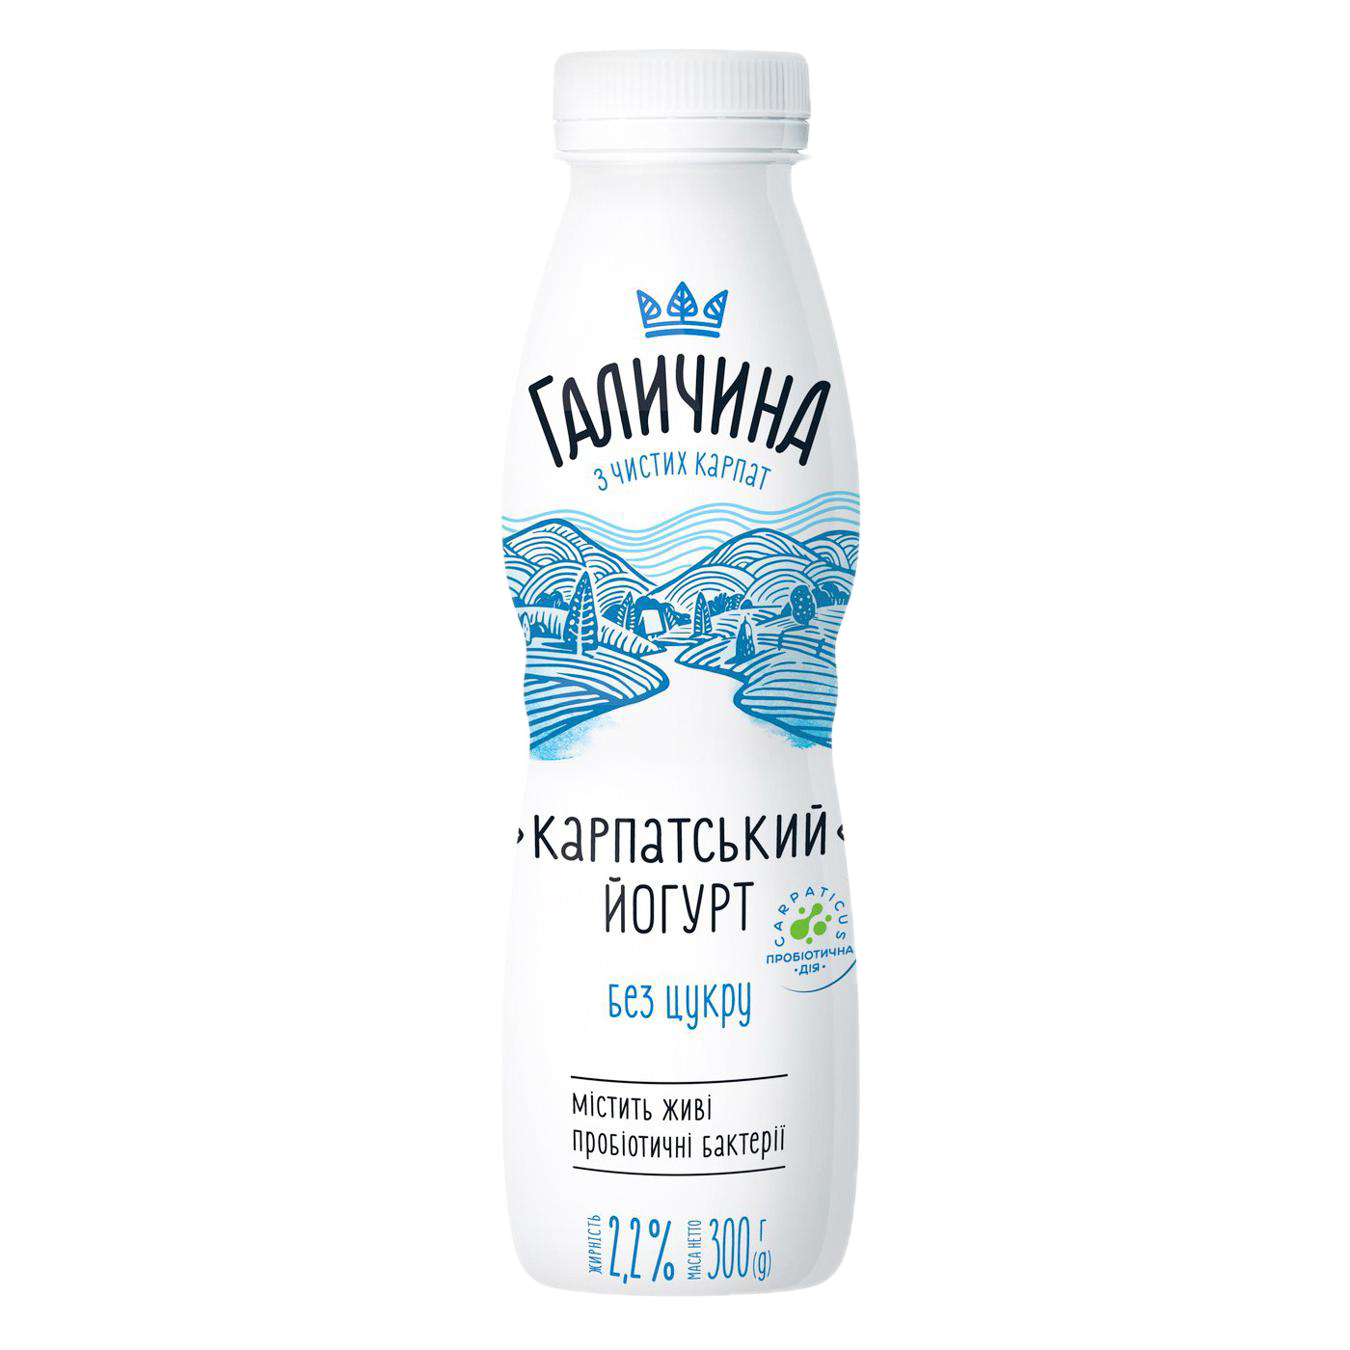 ГАЛИЧИНА
З ЧИСТИХ КАРПАТ
КАРПАТСЬКИЙ
ЙОГУРТ
CARPATICUS
ПРОБІОТИЧНА
ДІЯ
без цукру
МІСТИТЬ ЖИВІ
ПРОБІОТИЧНІ БАКТЕРІЇ
ЖИРНІСТЬ 2,2% МАСА НЕТТО 300 г (g)